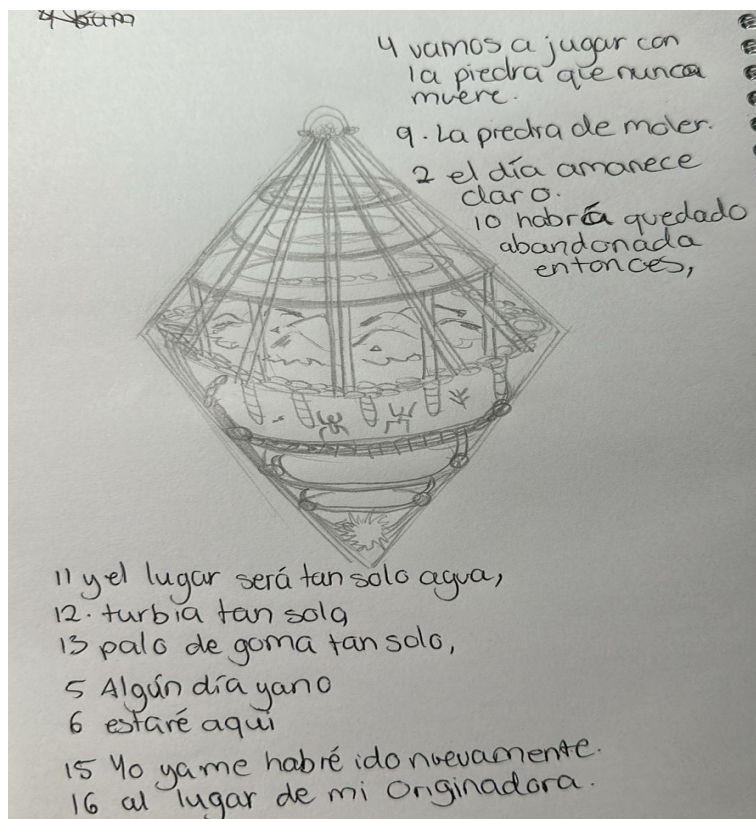 4 vamos a jugar con
la piedra que nunca
muere.
9. La piedra de moler.
2 el día amanece
claro.
10 habrá quedado
abandonada
entonces,
11 y el lugar será tan solo agua,
12. turbia tan sola
13 palo de goma tan solo,
5 Algún día ya no
6 estaré aquí
15 Yo ya me habré ido nuevamente.
16 al lugar de mi Originadora.